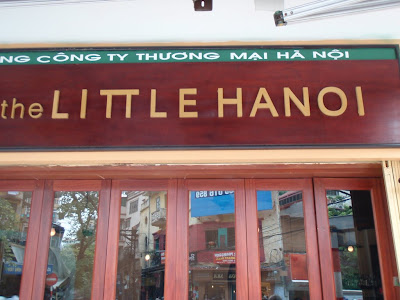 NG CÔNG TY THƯƠNG MẠI HÀ NỘI
the LITTLE HANOI